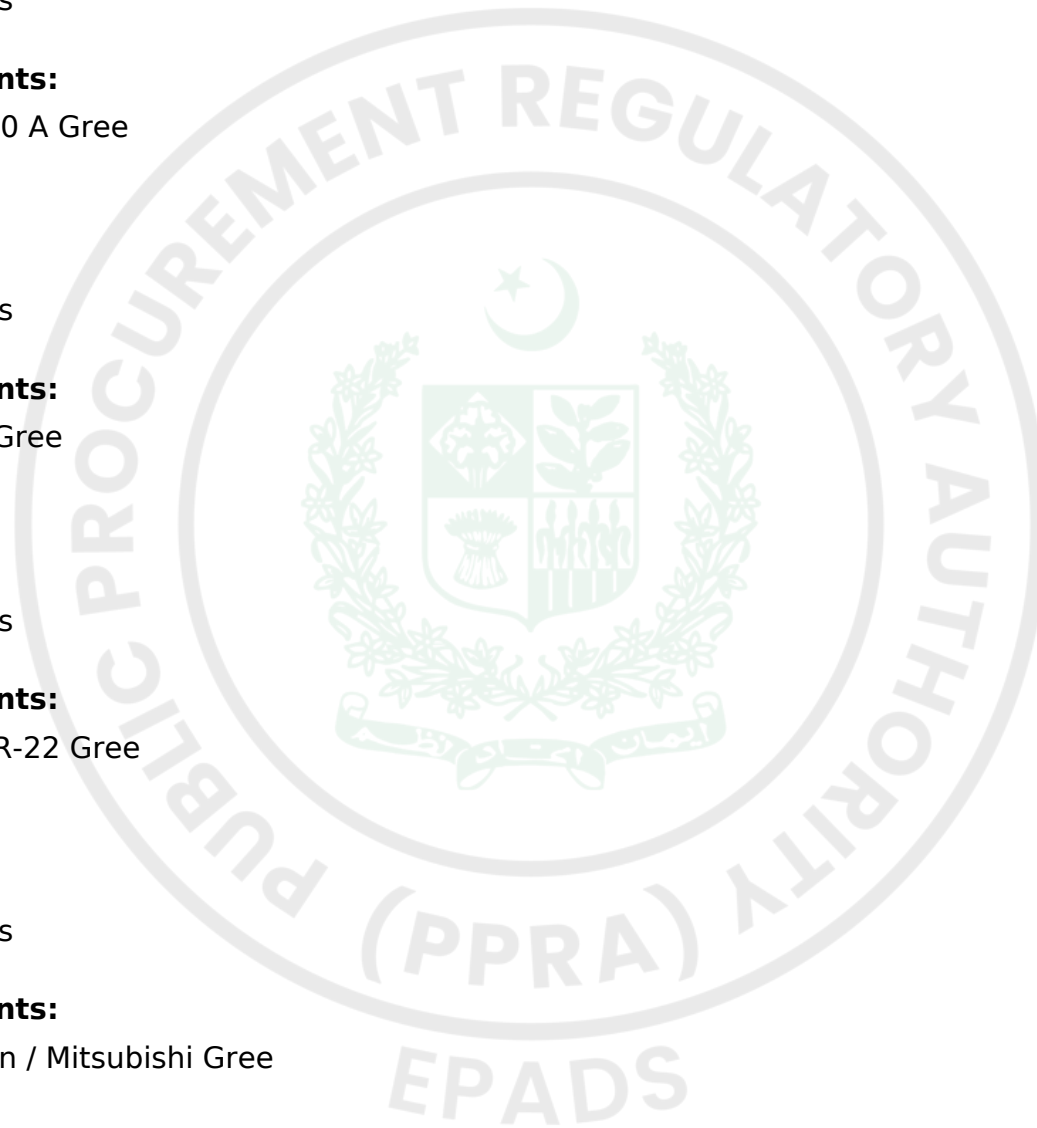 s
nts:
0 A Gree
s
nts:
Gree
s
nts:
R-22 Gree
s
nts:
n / Mitsubishi Gree
PUBLIC PROCUREMENT REGULATORY AUTHORITY
(PPRA)
EPADS